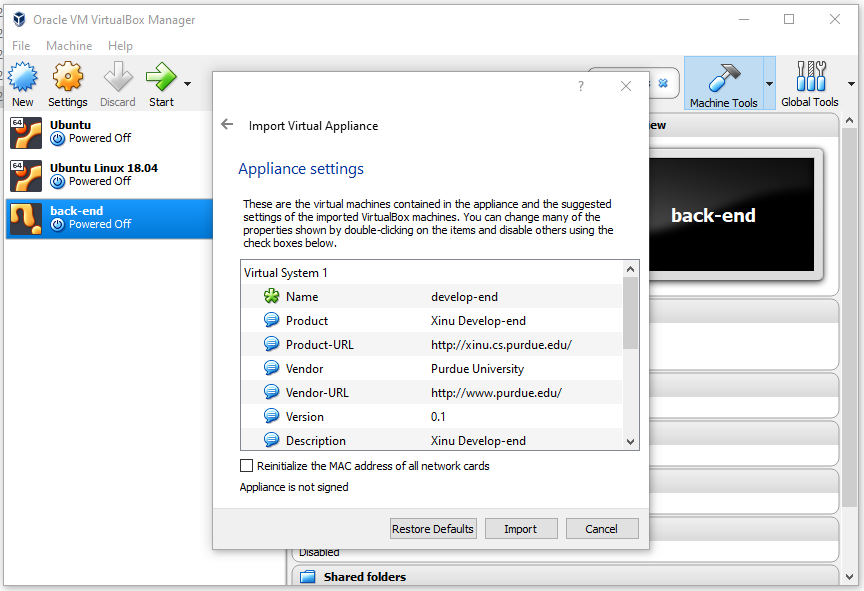 Oracle VM VirtualBox Manager
File Machine Help
New Settings Discard Start
Machine Tools Global Tools
64 Ubuntu
Powered Off
64 Ubuntu Linux 18.04
Powered Off
back-end
Powered Off
?
Import Virtual Appliance
Appliance settings
These are the virtual machines contained in the appliance and the suggested
settings of the imported VirtualBox machines. You can change many of the
properties shown by double-clicking on the items and disable others using the
check boxes below.
Virtual System 1
Name develop-end
Product Xinu Develop-end
Product-URL http://xinu.cs.purdue.edu/
Vendor Purdue University
Vendor-URL http://www.purdue.edu/
Version 0.1
Description Xinu Develop-end
Reinitialize the MAC address of all network cards
Appliance is not signed
Restore Defaults Import Cancel
ew
back-end
Disabled
Shared folders